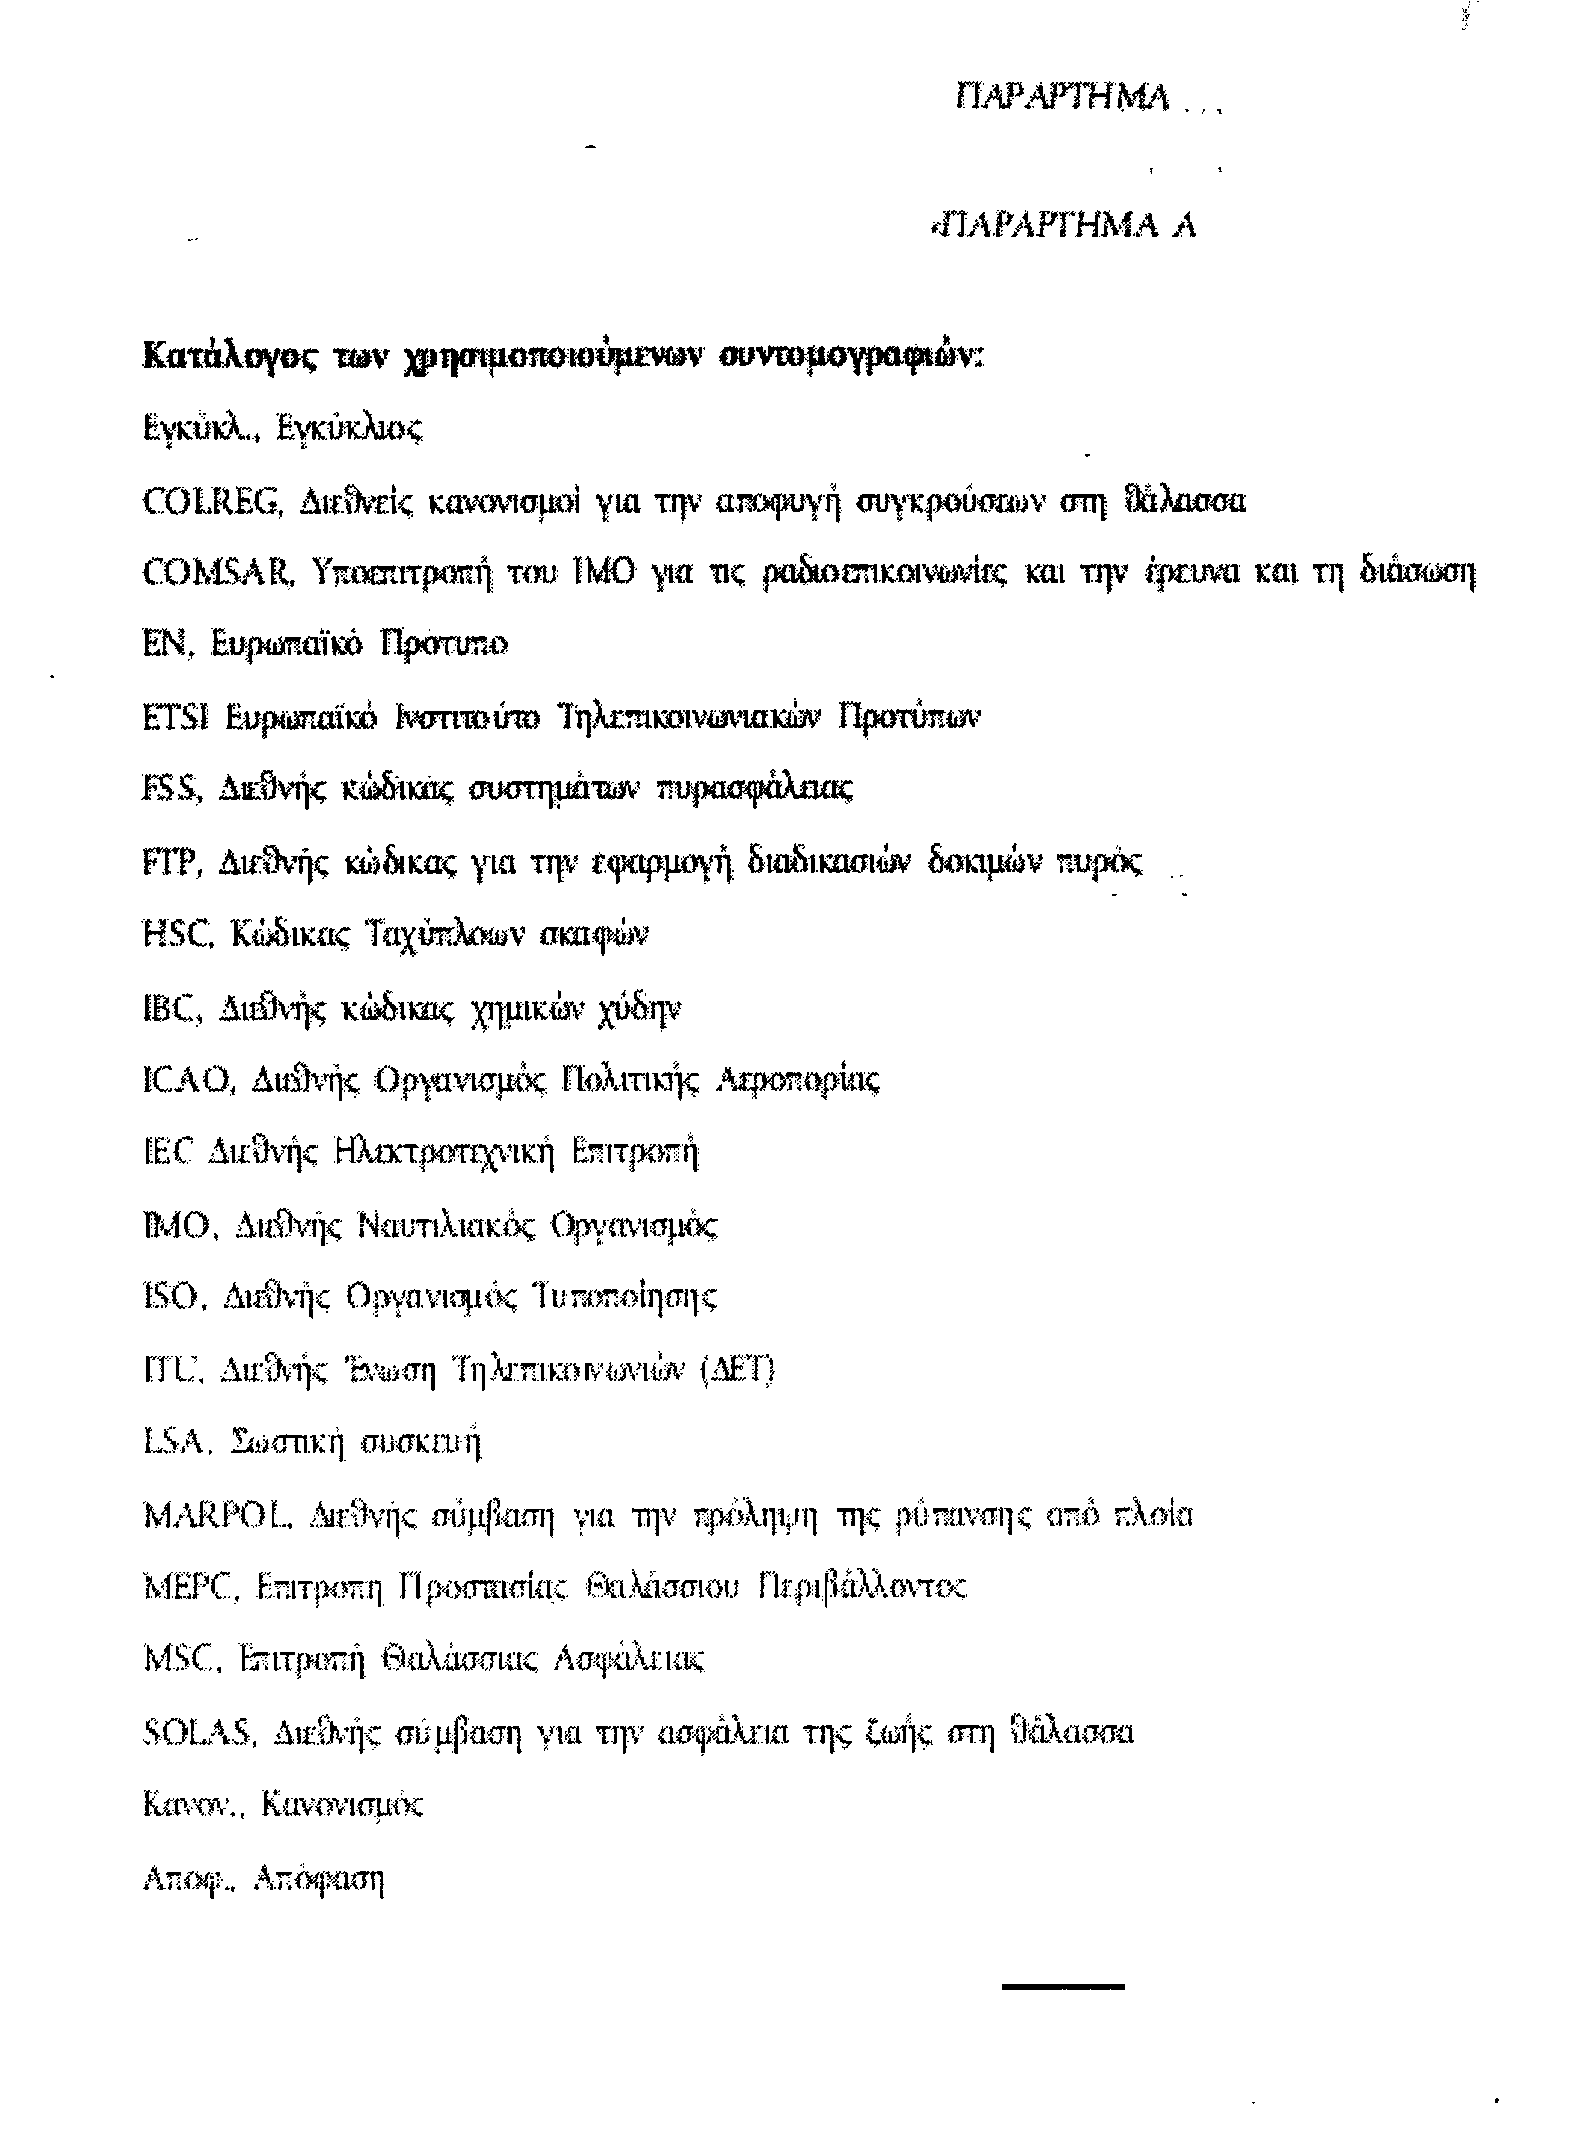 ΠΑΡΑΡΤΗΜΑ ...
«ΠΑΡΑΡΤΗΜΑ Α
Κατάλογος των χρησιμοποιούμενων συντομογραφιών:
Εγκύκλ., Εγκύκλιος
COLREG, Διεθνείς κανονισμοί για την αποφυγή συγκρούσεων στη θάλασσα
COMSAR, Υποεπιτροπή του IMO για τις ραδιοεπικοινωνίες και την έρευνα και τη διάσωση
EN, Ευρωπαϊκό Πρότυπο
ETSI Ευρωπαϊκό Ινστιτούτο Τηλεπικοινωνιακών Προτύπων
FSS, Διεθνής κώδικας συστημάτων πυρασφάλειας
FTP, Διεθνής κώδικας για την εφαρμογή διαδικασιών δοκιμών πυρός
HSC, Κώδικας Ταχύπλοων σκαφών
IBC, Διεθνής κώδικας χημικών χύδην
ICAO, Διεθνής Οργανισμός Πολιτικής Αεροπορίας
IEC Διεθνής Ηλεκτροτεχνική Επιτροπή
IMO, Διεθνής Ναυτιλιακός Οργανισμός
ISO, Διεθνής Οργανισμός Τυποποίησης
ITU, Διεθνής Ένωση Τηλεπικοινωνιών (ΔΕΤ)
LSA, Σωστική συσκευή
MARPOL, Διεθνής σύμβαση για την πρόληψη της ρύπανσης από πλοία
MEPC, Επιτροπη Προστασίας Θαλάσσιου Περιβάλλοντος
MSC, Επιτροπή Θαλάσσιας Ασφάλειας
SOLAS, Διεθνής σύμβαση για την ασφάλεια της ζωής στη θάλασσα
Κανον., Κανονισμός
Αποφ., Απόφαση